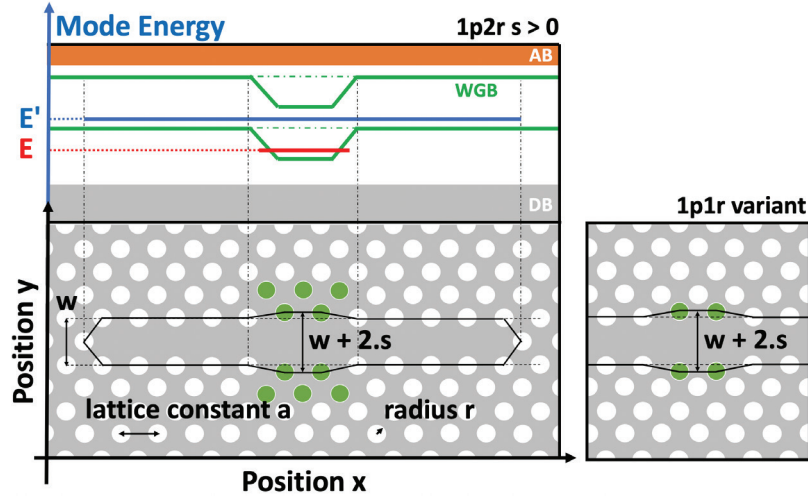 Mode Energy
1p2r s > 0
AB
WGB
E'
E
DB
1p1r variant
Position y
w
w + 2.s
w + 2.s
lattice constant a
radius r
Position x